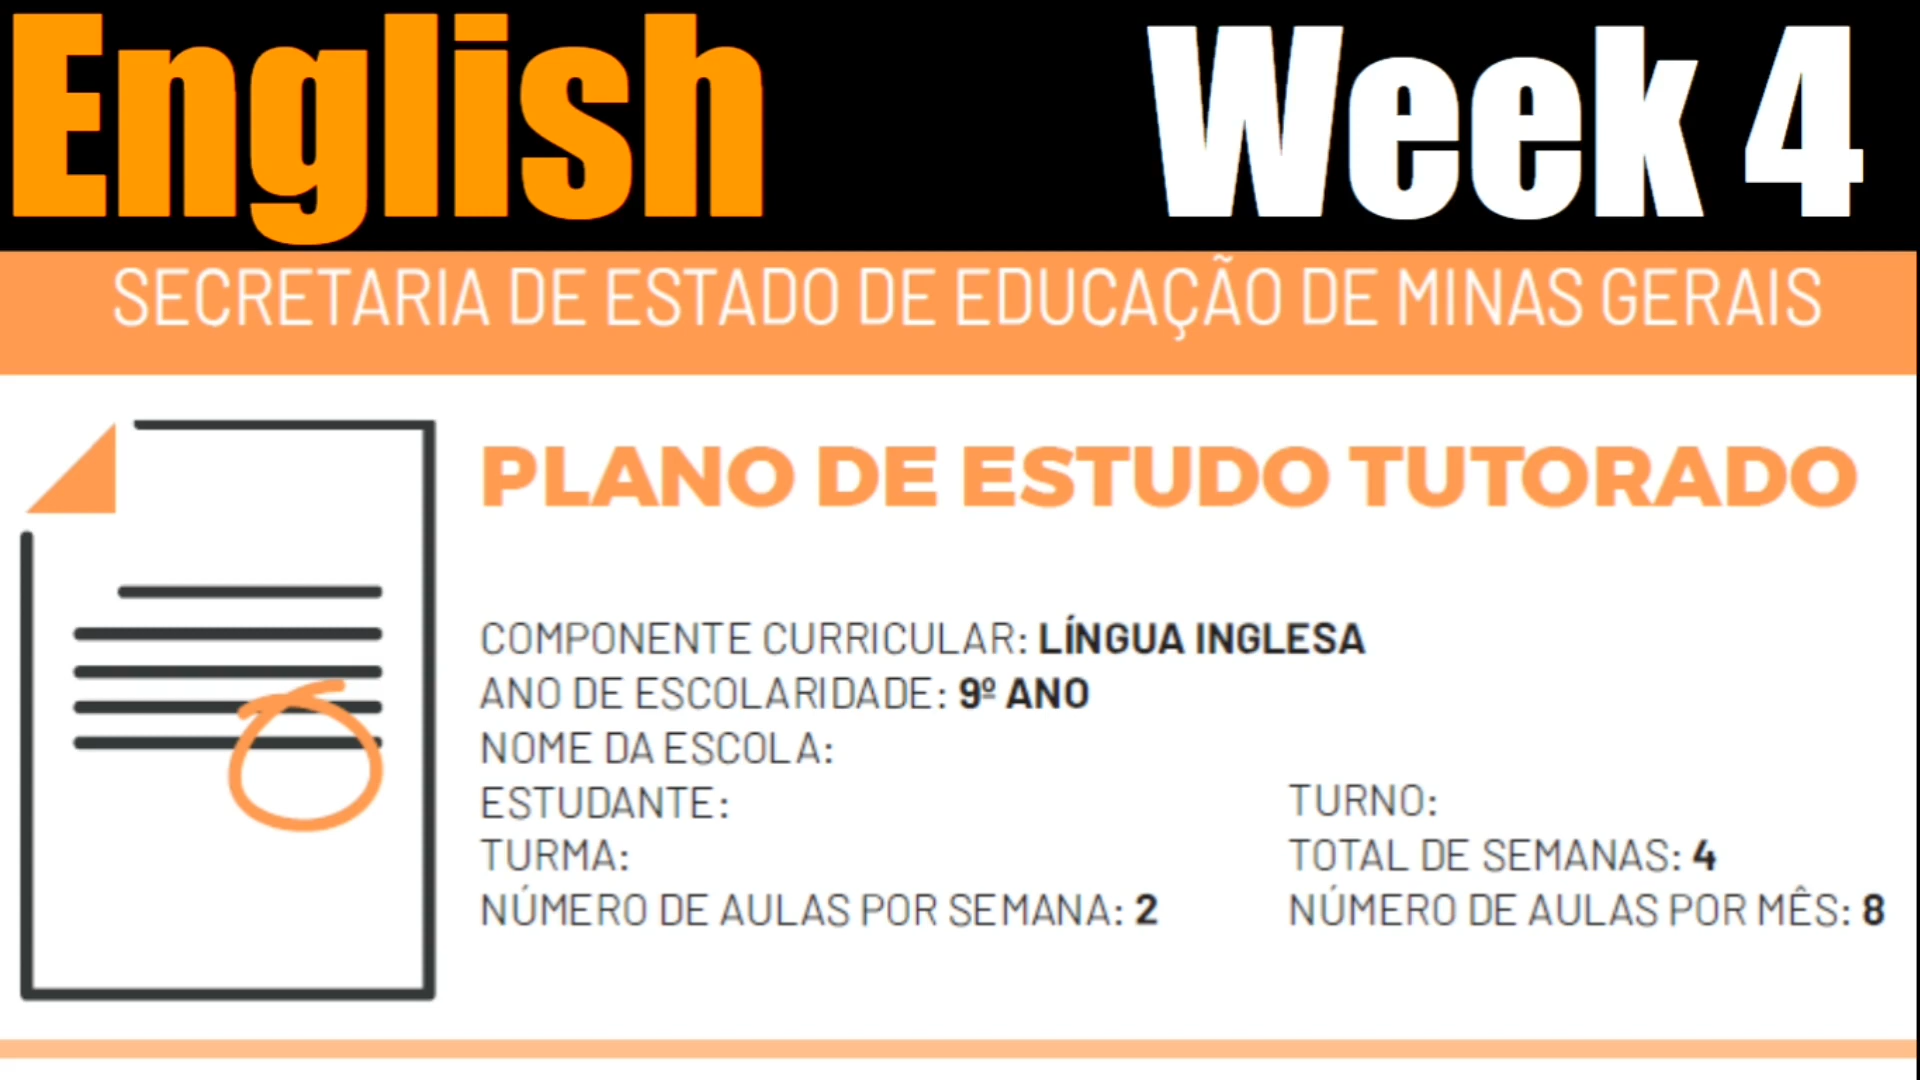 English Week 4
SECRETARIA DE ESTADO DE EDUCAÇÃO DE MINAS GERAIS
PLANO DE ESTUDO TUTORADO
COMPONENTE CURRICULAR: LÍNGUA INGLESA
ANO DE ESCOLARIDADE: 9º ANO
NOME DA ESCOLA:
ESTUDANTE:
TURNO:
TURMA:
TOTAL DE SEMANAS: 4
NÚMERO DE AULAS POR SEMANA: 2
NÚMERO DE AULAS POR MÊS: 8